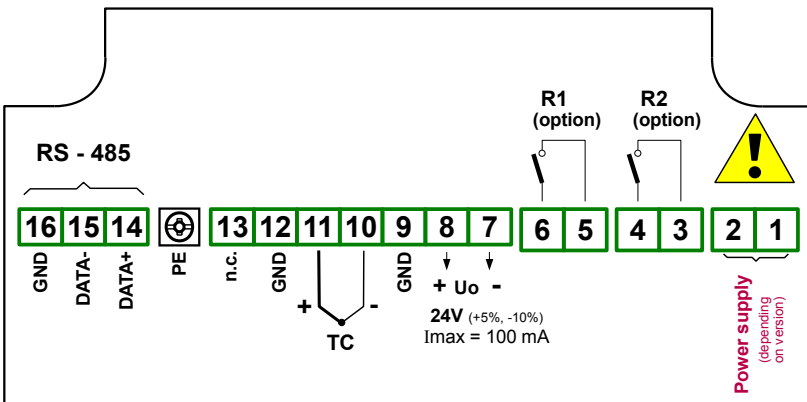 R1
(option)
R2
(option)
RS - 485
16 15 14 13 12 11 10 9 8 7 6 5 4 3 2 1
GND
DATA-
DATA+
PE
n.c.
GND
GND
+ Uo -
+ -
TC
24V (+5%, -10%)
Imax = 100 mA
Power supply
(depending
on version)
!